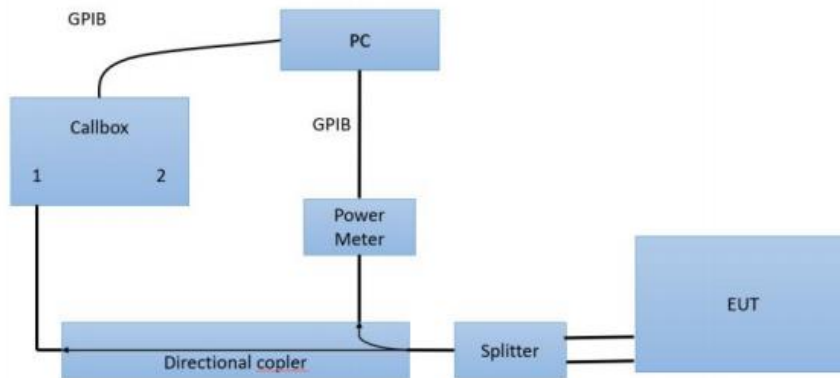 GPIB
PC
Callbox
GPIB
1 2
Power
Meter
EUT
Splitter
Directional copler